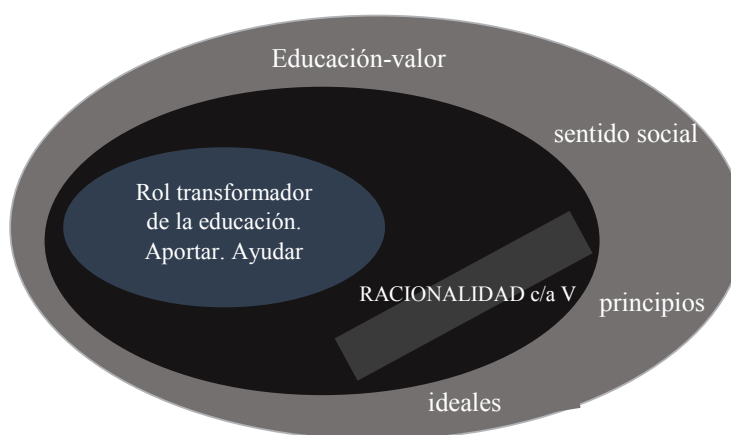 Educación-valor
sentido social
Rol transformador
de la educación.
Aportar. Ayudar
RACIONALIDAD c/a V
principios
ideales